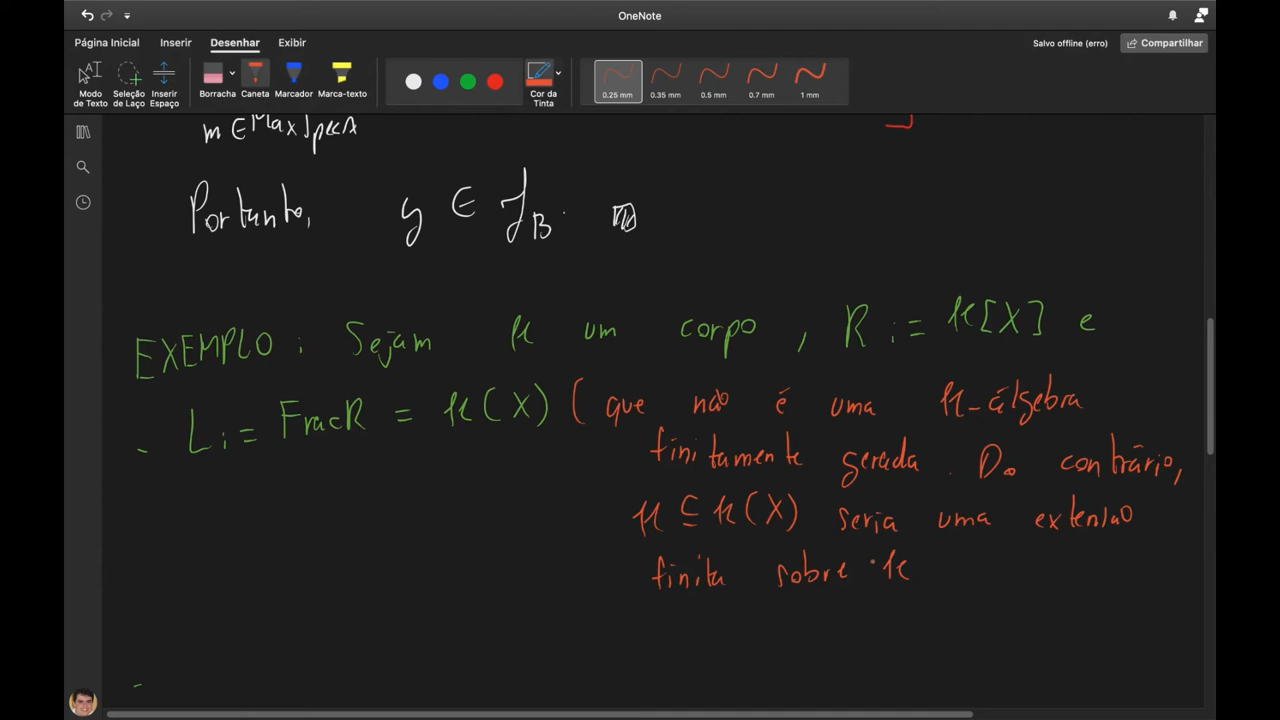 OneNote
Página Inicial Inserir Desenhar Exibir
Salvo offline (erro) Compartilhar
Modo de Texto Seleção de Laço Inserir Espaço Borracha Caneta Marcador Marca-texto Cor da Tinta 0.25 mm 0.35 mm 0.5 mm 0.7 mm 1 mm
m ∈ MaxSpecA
Portanto, y ∈ J_B.
EXEMPLO: Sejam K um corpo, R := K[X] e
L := FracR = K(X) (que não é uma K-álgebra
finitamente gerada. Do contrário,
K ⊆ K(X) seria uma extensão
finita sobre K